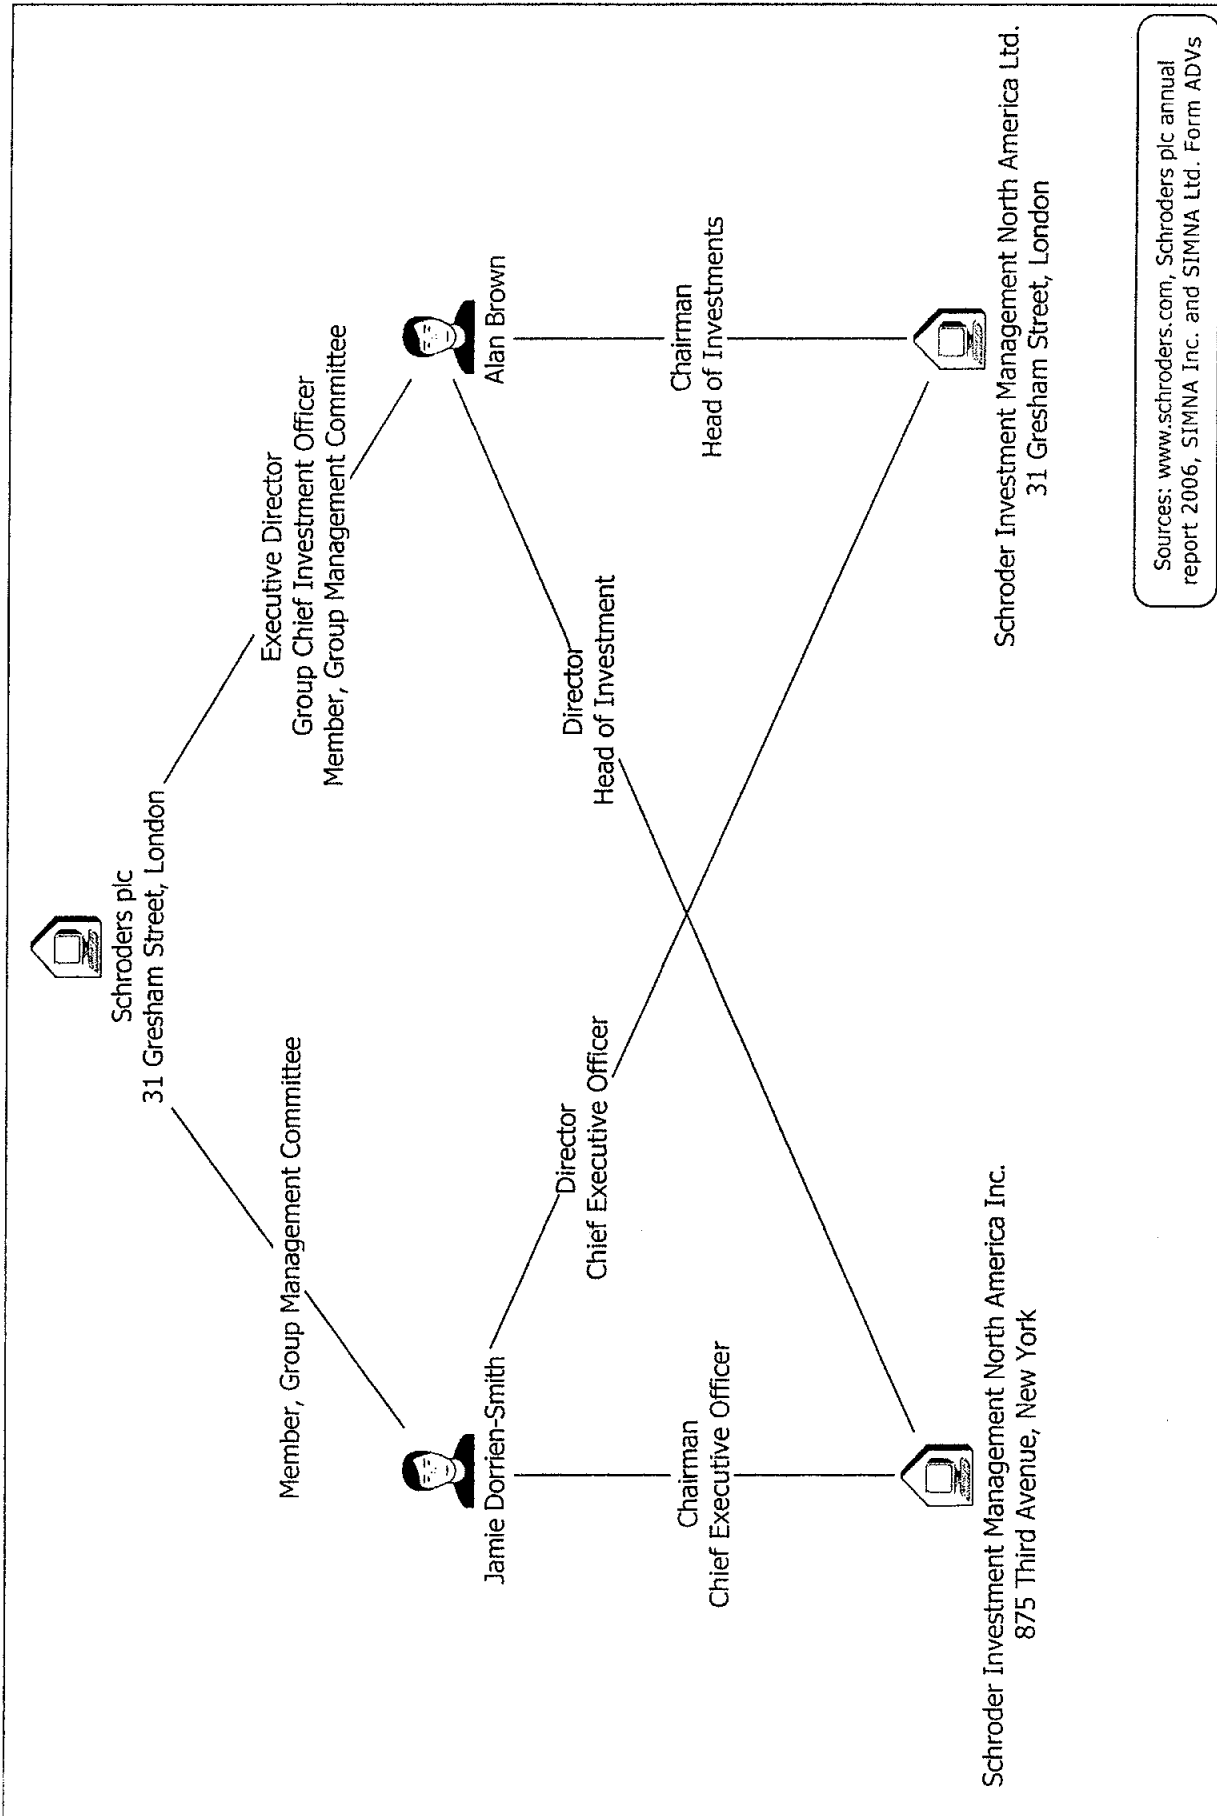 Schroders plc
31 Gresham Street, London
Member, Group Management Committee
Executive Director
Group Chief Investment Officer
Member, Group Management Committee
Jamie Dorrien-Smith
Alan Brown
Director
Chief Executive Officer
Director
Head of Investment
Chairman
Chief Executive Officer
Chairman
Head of Investments
Schroder Investment Management North America Inc.
875 Third Avenue, New York
Schroder Investment Management North America Ltd.
31 Gresham Street, London
Sources: www.schroders.com, Schroders plc annual
report 2006, SIMNA Inc. and SIMNA Ltd. Form ADVs